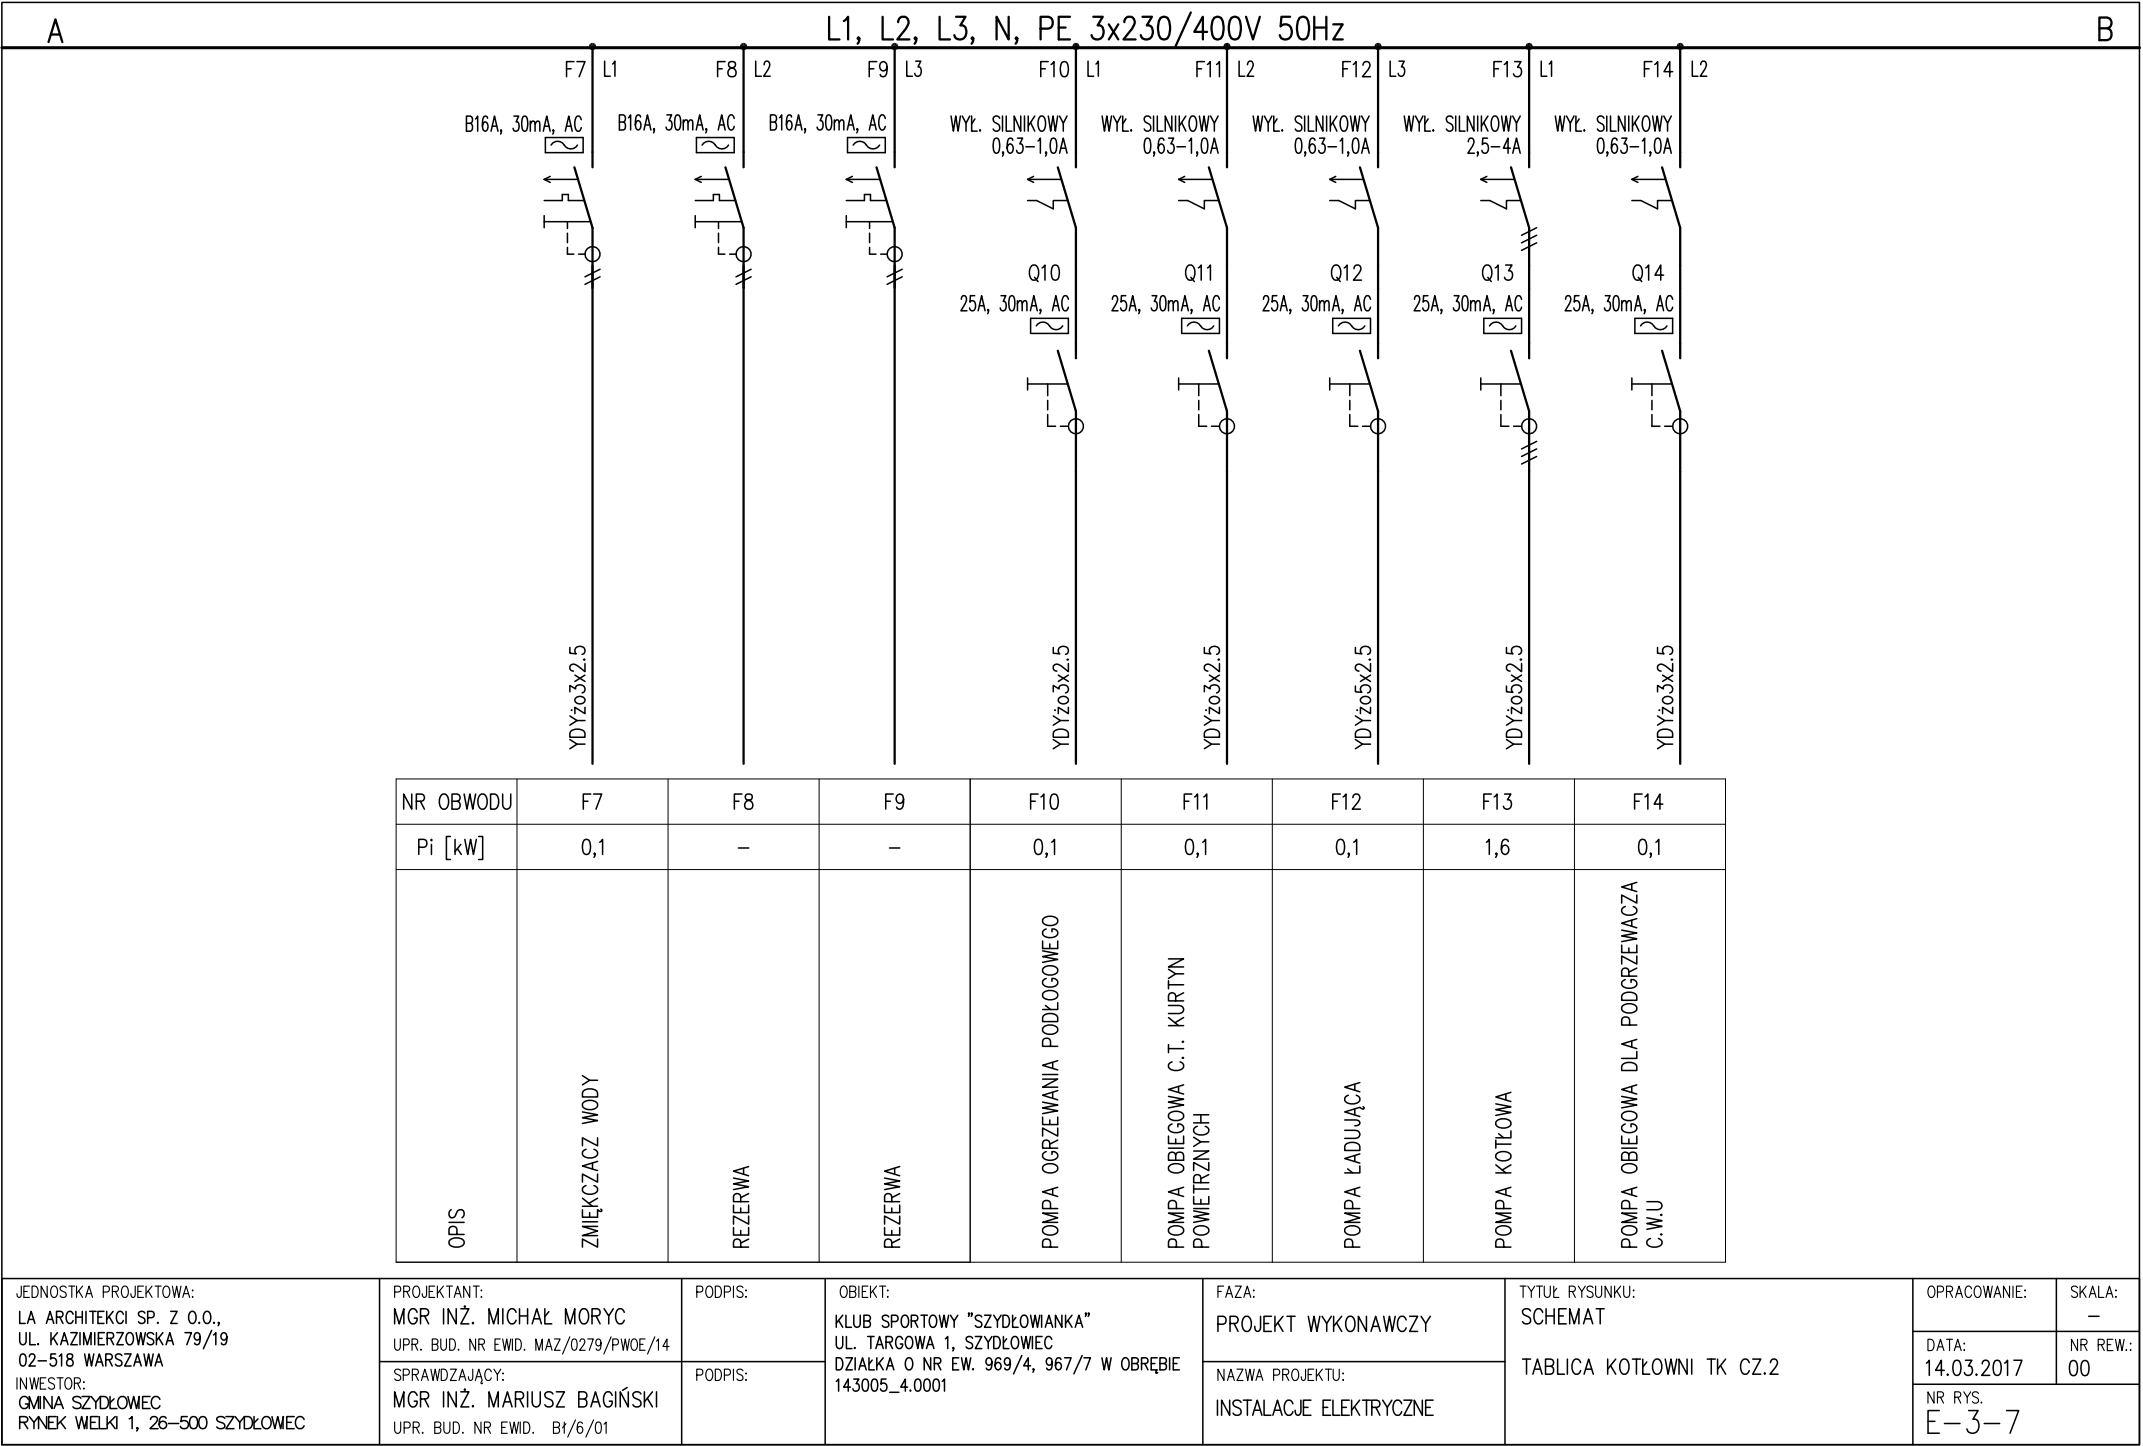 A
L1, L2, L3, N, PE 3x230/400V 50Hz
B
F7 L1
F8 L2
F9 L3
F10 L1
F11 L2
F12 L3
F13 L1
F14 L2
B16A, 30mA, AC
B16A, 30mA, AC
B16A, 30mA, AC
WYŁ. SILNIKOWY
0,63-1,0A
WYŁ. SILNIKOWY
0,63-1,0A
WYŁ. SILNIKOWY
0,63-1,0A
WYŁ. SILNIKOWY
2,5-4A
WYŁ. SILNIKOWY
0,63-1,0A
Q10
25A, 30mA, AC
Q11
25A, 30mA, AC
Q12
25A, 30mA, AC
Q13
25A, 30mA, AC
Q14
25A, 30mA, AC
YDYżo3x2.5
YDYżo3x2.5
YDYżo3x2.5
YDYżo5x2.5
YDYżo5x2.5
YDYżo3x2.5
NR OBWODU F7 F8 F9 F10 F11 F12 F13 F14
Pi [kW] 0,1 - - 0,1 0,1 0,1 1,6 0,1
OPIS
ZMIĘKCZACZ WODY
REZERWA
REZERWA
POMPA OGRZEWANIA PODŁOGOWEGO
POMPA OBIEGOWA C.T. KURTYN
POWIETRZNYCH
POMPA ŁADUJĄCA
POMPA KOTŁOWA
POMPA OBIEGOWA DLA PODGRZEWACZA
C.W.U
JEDNOSTKA PROJEKTOWA:
LA ARCHITEKCI SP. Z O.O.,
UL. KAZIMIERZOWSKA 79/19
02-518 WARSZAWA
INWESTOR:
GMINA SZYDŁOWIEC
RYNEK WIELKI 1, 26-500 SZYDŁOWIEC
PROJEKTANT:
MGR INŻ. MICHAŁ MORYC
UPR. BUD. NR EWID. MAZ/0279/PWOE/14
PODPIS:
SPRAWDZAJĄCY:
MGR INŻ. MARIUSZ BAGIŃSKI
UPR. BUD. NR EWID. Bł/6/01
PODPIS:
OBIEKT:
KLUB SPORTOWY "SZYDŁOWIANKA"
UL. TARGOWA 1, SZYDŁOWIEC
DZIAŁKA O NR EW. 969/4, 967/7 W OBRĘBIE
143005_4.0001
FAZA:
PROJEKT WYKONAWCZY
NAZWA PROJEKTU:
INSTALACJE ELEKTRYCZNE
TYTUŁ RYSUNKU:
SCHEMAT
TABLICA KOTŁOWNI TK CZ.2
OPRACOWANIE:
SKALA:
-
DATA:
14.03.2017
NR REW.:
00
NR RYS.
E-3-7